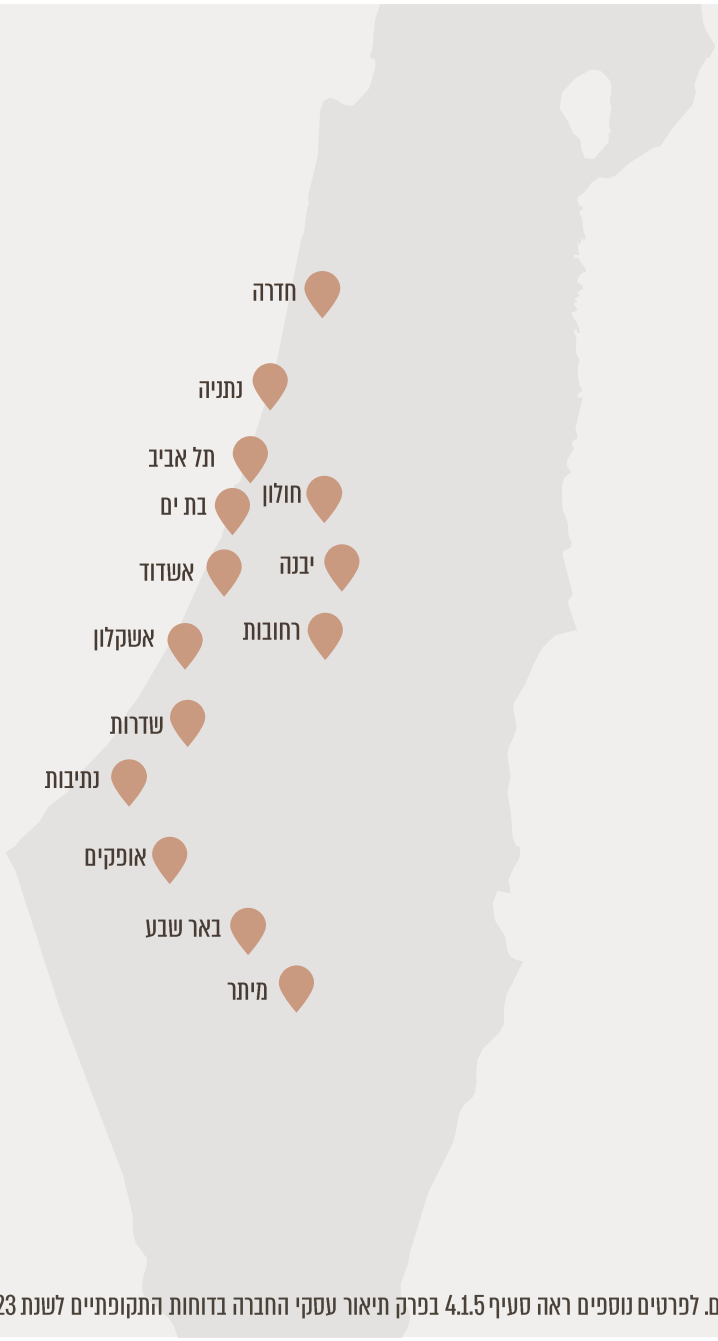 חדרה
נתניה
תל אביב
חולון
בת ים
יבנה
אשדוד
רחובות
אשקלון
שדרות
נתיבות
אופקים
באר שבע
מיתר
ם. לפרטים נוספים ראה סעיף 4.1.5 בפרק תיאור עסקי החברה בדוחות התקופתיים לשנת 23